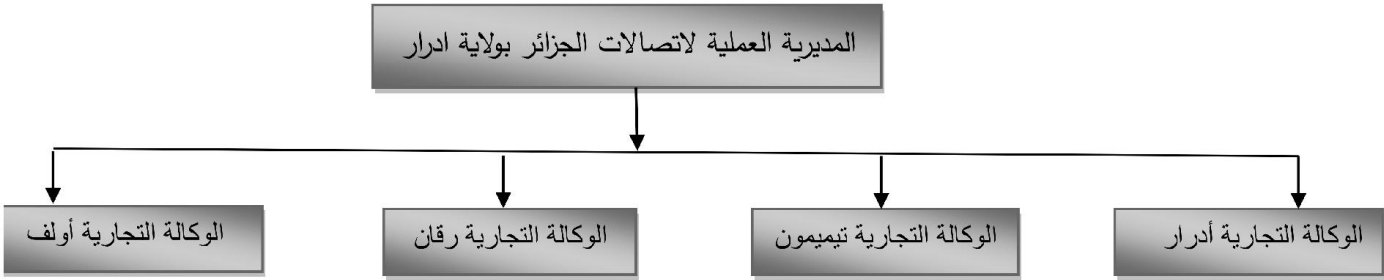 المديرية العملية لاتصالات الجزائر بولاية ادرار
الوكالة التجارية أدرار
الوكالة التجارية تيميمون
الوكالة التجارية رقان
الوكالة التجارية أولف